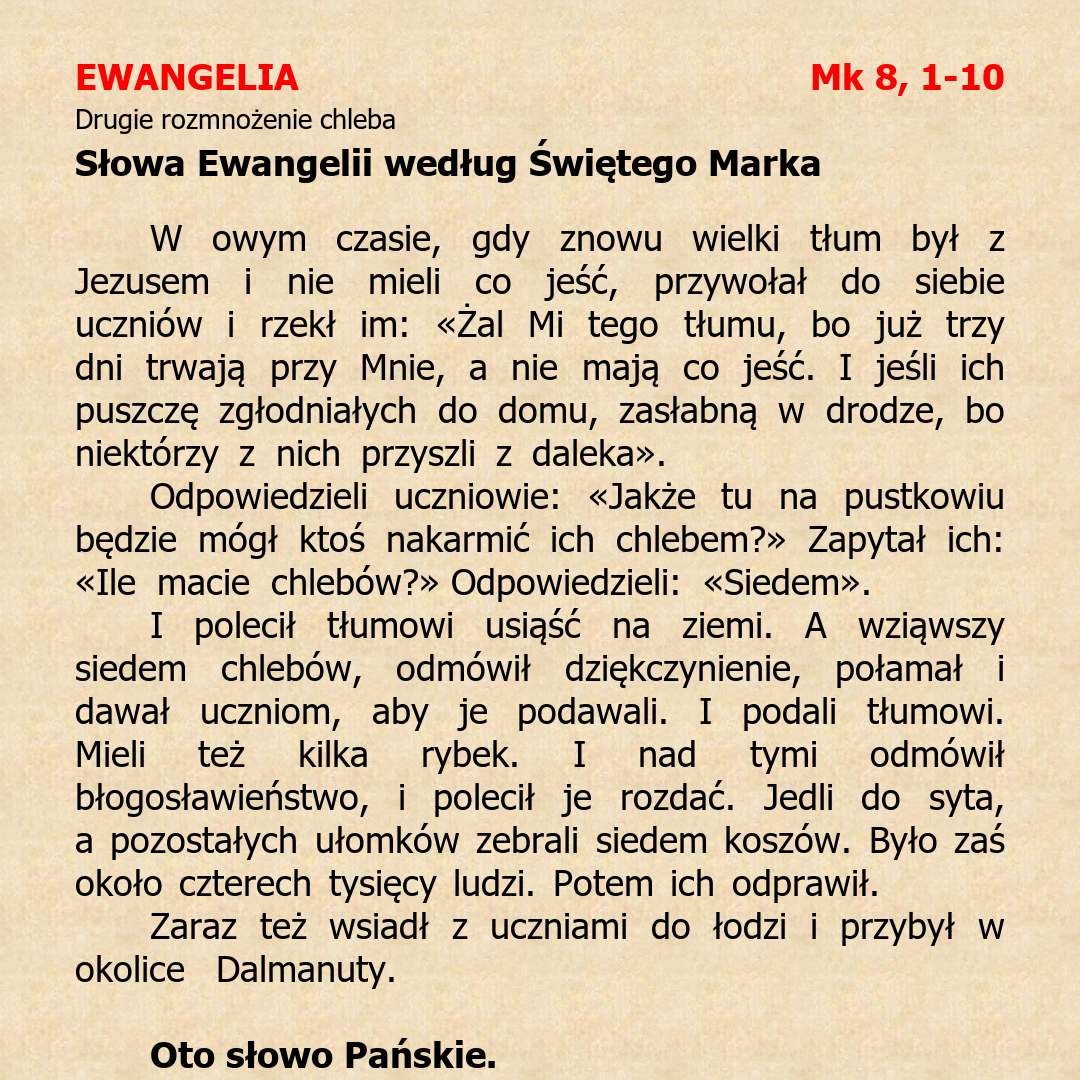 EWANGELIA Mk 8, 1-10
Drugie rozmnożenie chleba
Słowa Ewangelii według Świętego Marka
W owym czasie, gdy znowu wielki tłum był z
Jezusem i nie mieli co jeść, przywołał do siebie
uczniów i rzekł im: «Żal Mi tego tłumu, bo już trzy
dni trwają przy Mnie, a nie mają co jeść. I jeśli ich
puszczę zgłodniałych do domu, zasłabną w drodze, bo
niektórzy z nich przyszli z daleka».
Odpowiedzieli uczniowie: «Jakże tu na pustkowiu
będzie mógł ktoś nakarmić ich chlebem?» Zapytał ich:
«Ile macie chlebów?» Odpowiedzieli: «Siedem».
I polecił tłumowi usiąść na ziemi. A wziąwszy
siedem chlebów, odmówił dziękczynienie, połamał i
dawał uczniom, aby je podawali. I podali tłumowi.
Mieli też kilka rybek. I nad tymi odmówił
błogosławieństwo, i polecił je rozdać. Jedli do syta,
a pozostałych ułomków zebrali siedem koszów. Było zaś
około czterech tysięcy ludzi. Potem ich odprawił.
Zaraz też wsiadł z uczniami do łodzi i przybył w
okolice Dalmanuty.
Oto słowo Pańskie.